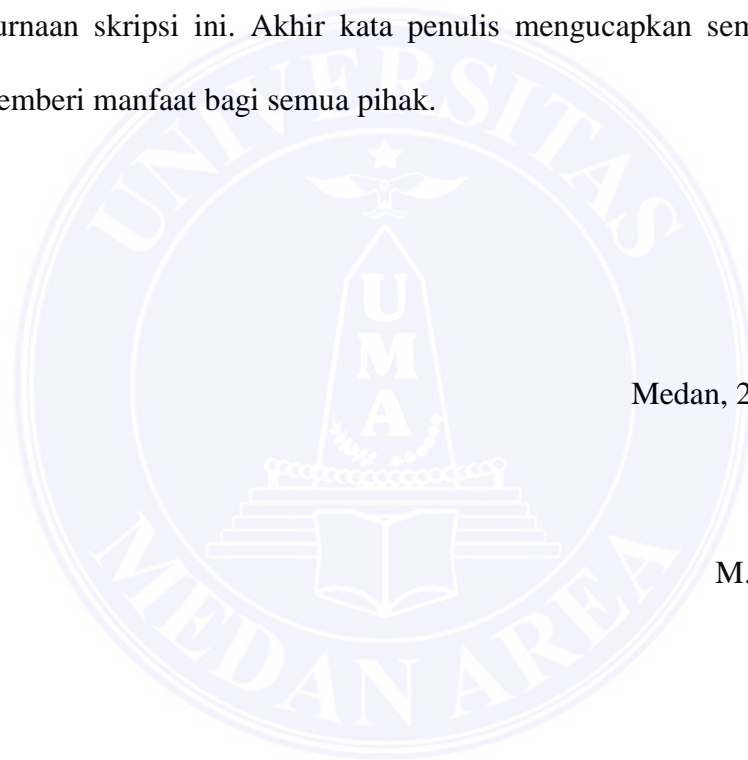 urnaan skripsi ini. Akhir kata penulis mengucapkan sem
emberi manfaat bagi semua pihak.
UNIVERSITAS
U
M
A
Medan, 2
M.
MEDAN AREA